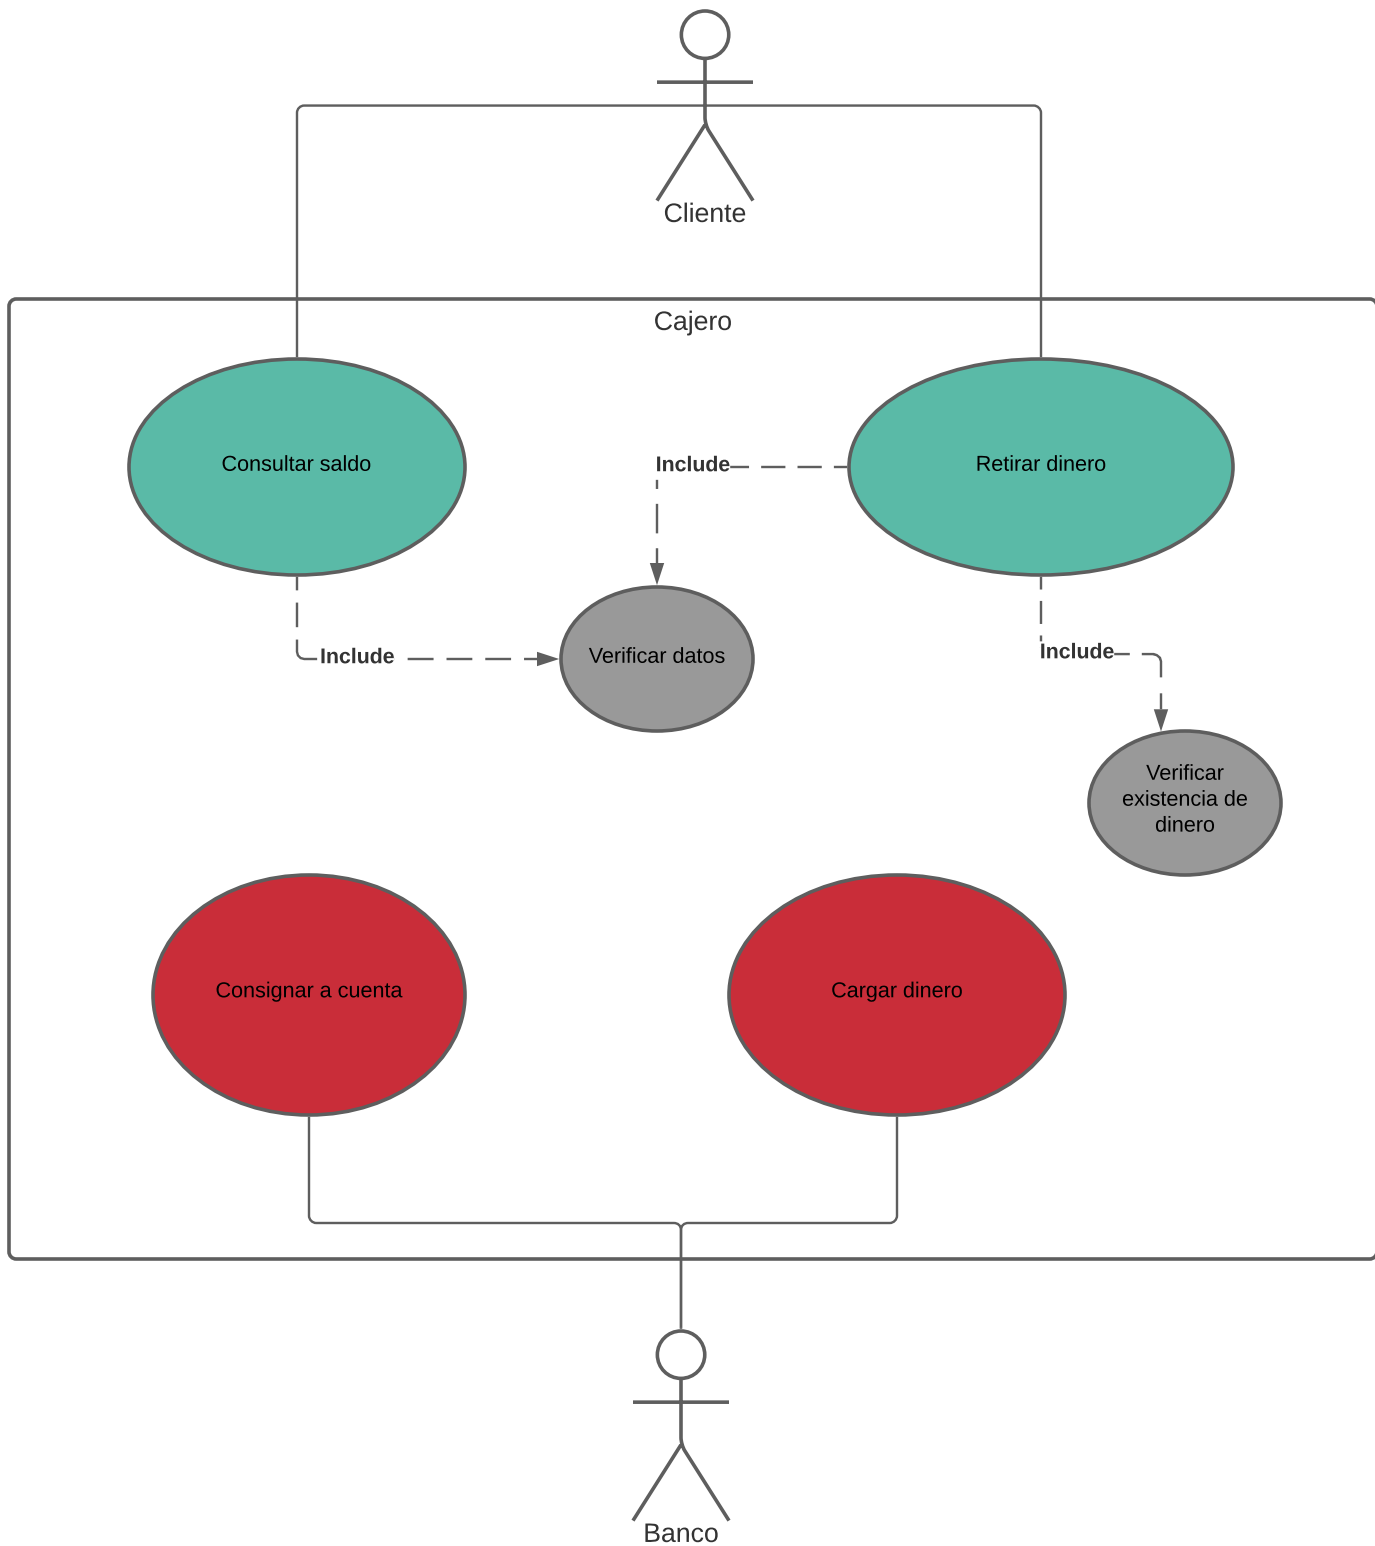 Cliente
Cajero
Consultar saldo
Include
Retirar dinero
Include
Verificar datos
Include
Verificar
existencia de
dinero
Consignar a cuenta
Cargar dinero
Banco